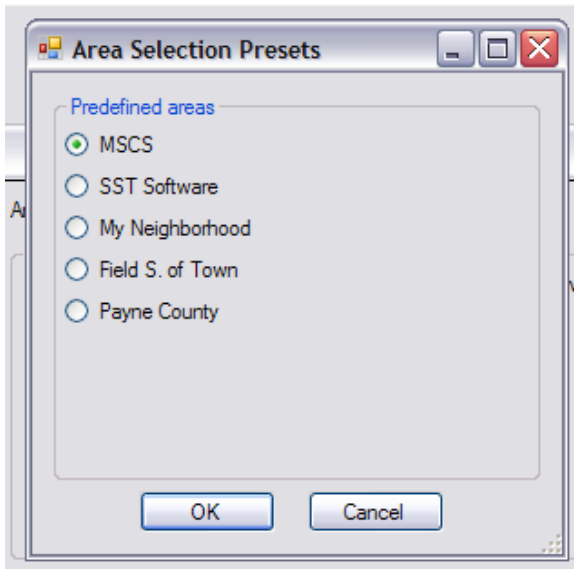 Area Selection Presets
Predefined areas
MSCS
SST Software
My Neighborhood
Field S. of Town
Payne County
OK
Cancel